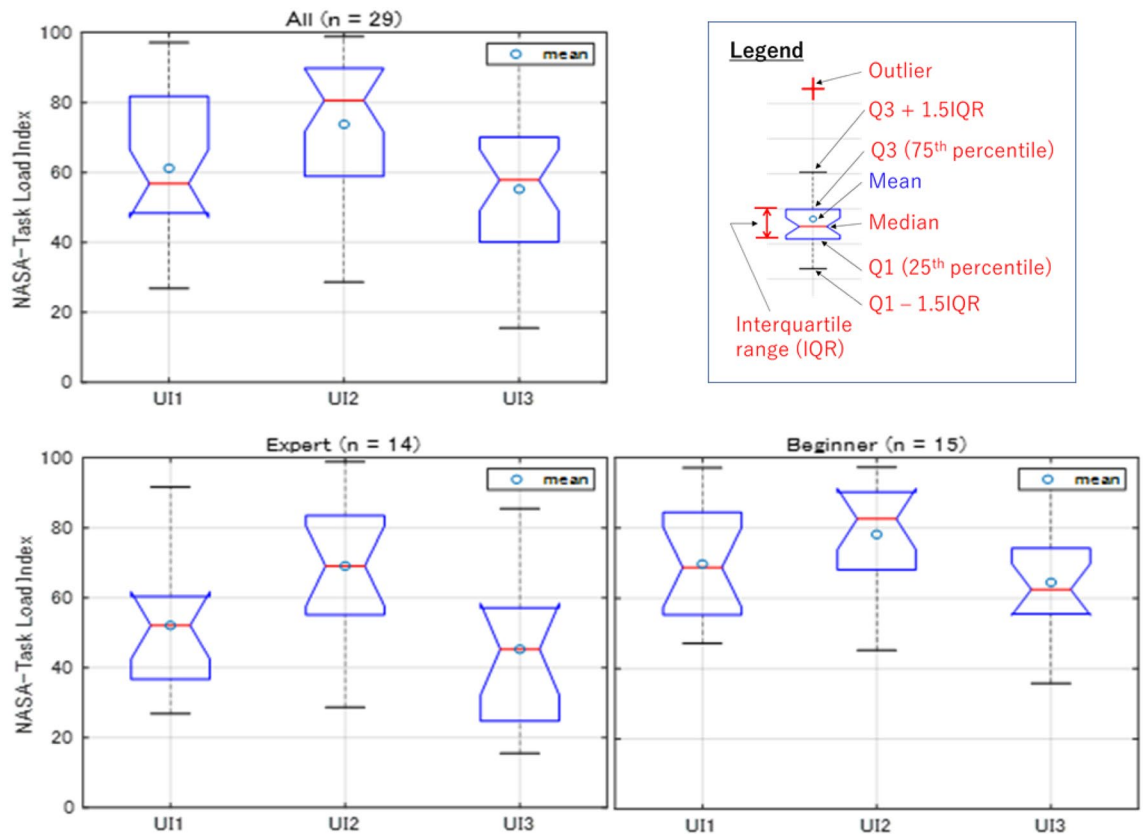 All (n = 29)
mean
NASA-Task Load Index
100
80
60
40
20
0
UI1 UI2 UI3
Legend
Outlier
Q3 + 1.5IQR
Q3 (75th percentile)
Mean
Median
Q1 (25th percentile)
Q1 – 1.5IQR
Interquartile
range (IQR)
Expert (n = 14)
mean
NASA-Task Load Index
100
80
60
40
20
0
UI1 UI2 UI3
Beginner (n = 15)
mean
UI1 UI2 UI3